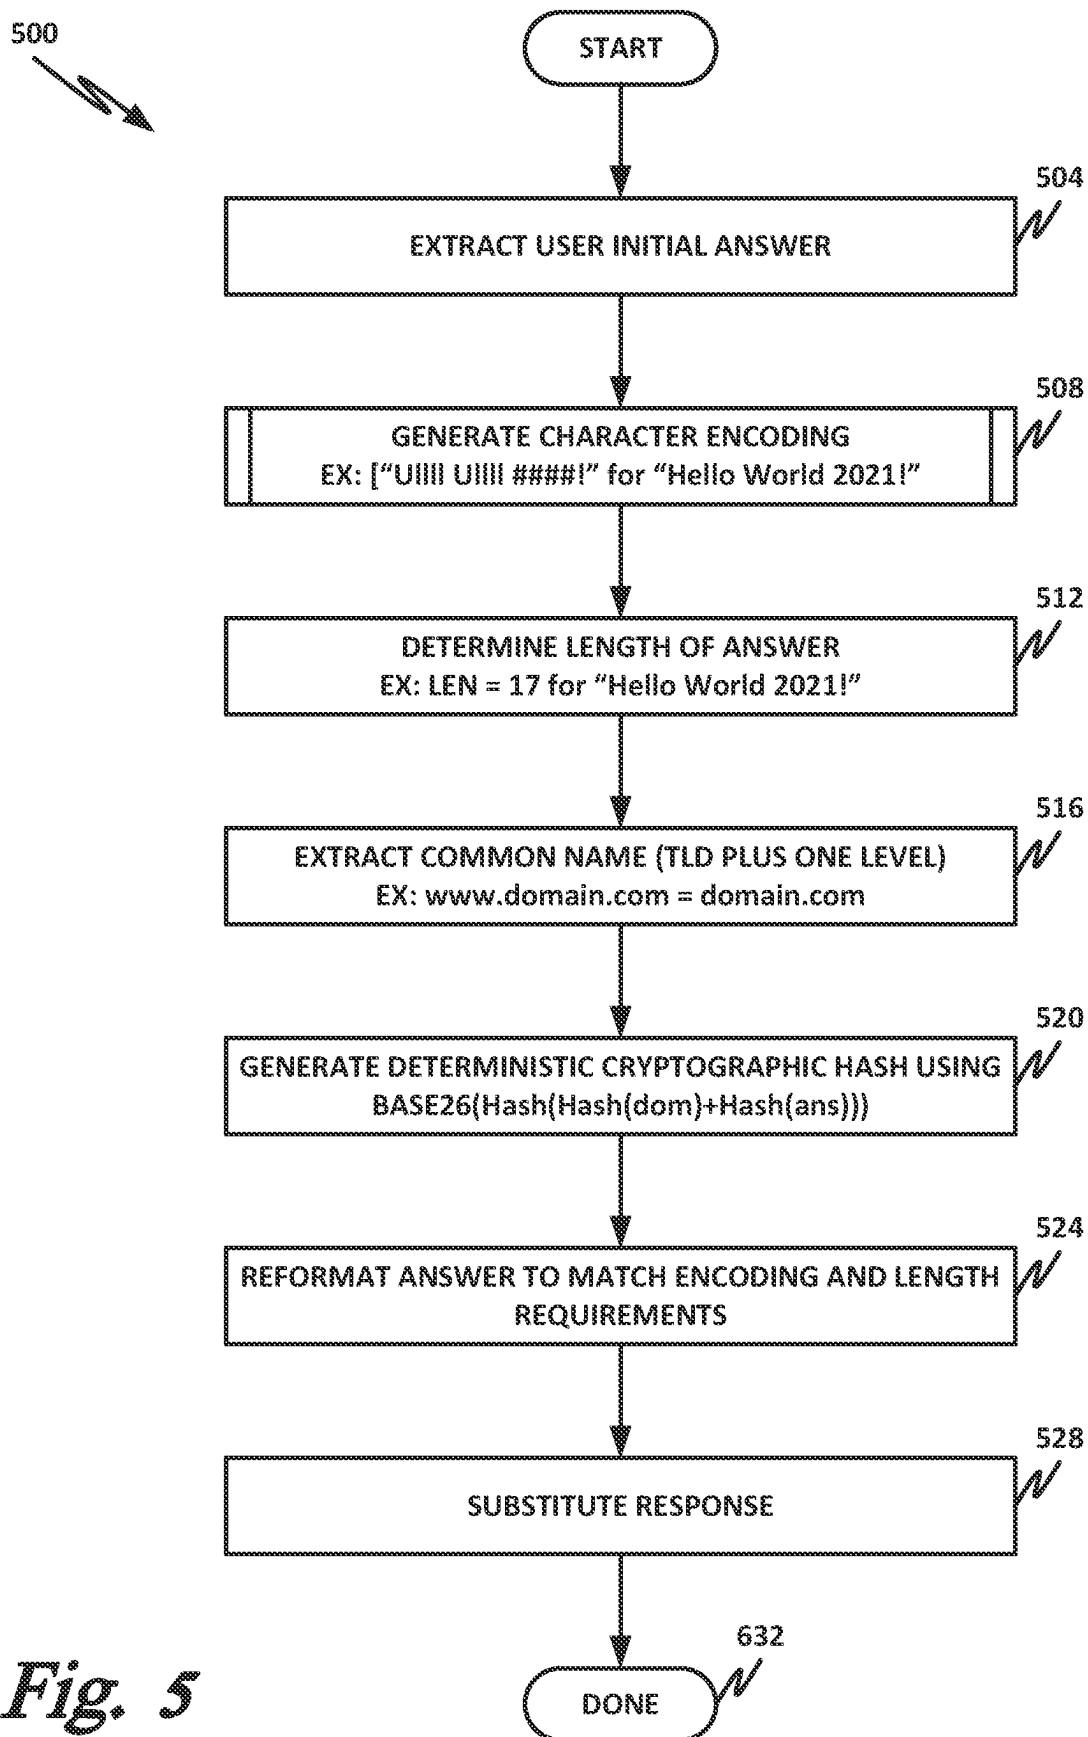 500
START
504
EXTRACT USER INITIAL ANSWER
508
GENERATE CHARACTER ENCODING
EX: [“Ullll Ullll ####!” for “Hello World 2021!”
512
DETERMINE LENGTH OF ANSWER
EX: LEN = 17 for “Hello World 2021!”
516
EXTRACT COMMON NAME (TLD PLUS ONE LEVEL)
EX: www.domain.com = domain.com
520
GENERATE DETERMINISTIC CRYPTOGRAPHIC HASH USING
BASE26(Hash(Hash(dom)+Hash(ans)))
524
REFORMAT ANSWER TO MATCH ENCODING AND LENGTH
REQUIREMENTS
528
SUBSTITUTE RESPONSE
632
DONE
Fig. 5